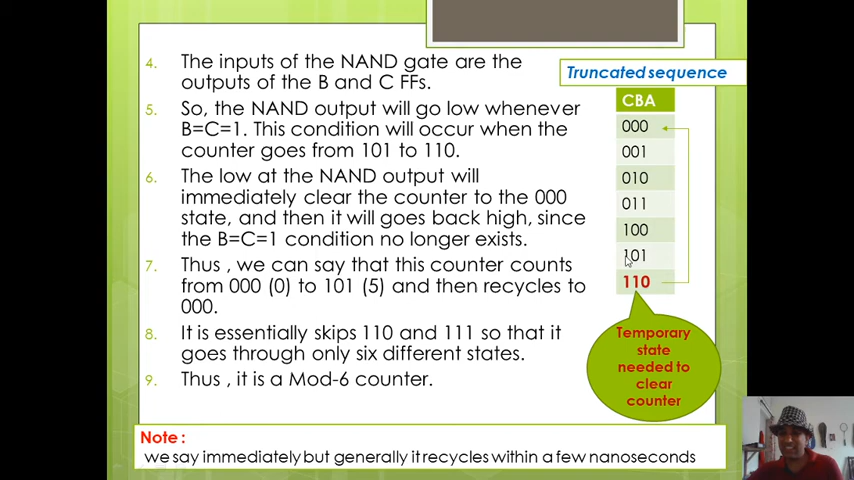 4. The inputs of the NAND gate are the
outputs of the B and C FFs.
5. So, the NAND output will go low whenever
B=C=1. This condition will occur when the
counter goes from 101 to 110.
6. The low at the NAND output will
immediately clear the counter to the 000
state, and then it will goes back high, since
the B=C=1 condition no longer exists.
7. Thus , we can say that this counter counts
from 000 (0) to 101 (5) and then recycles to
000.
8. It is essentially skips 110 and 111 so that it
goes through only six different states.
9. Thus , it is a Mod-6 counter.
Truncated sequence
CBA
000
001
010
011
100
101
110
Temporary
state
needed to
clear
counter
Note :
we say immediately but generally it recycles within a few nanoseconds